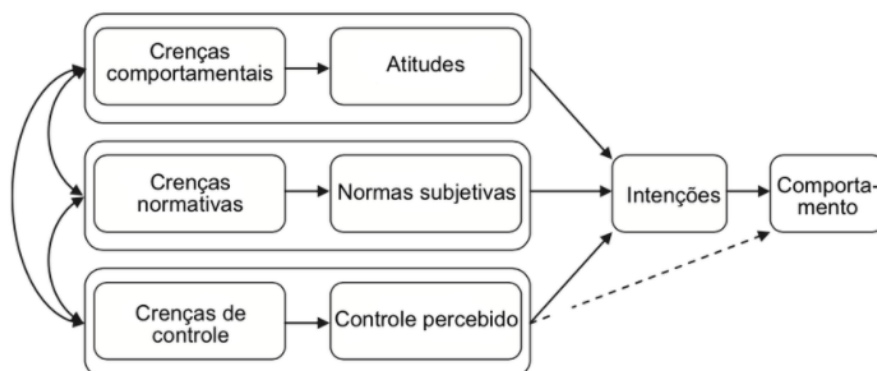 Crenças
comportamentais
Atitudes
Crenças
normativas
Normas subjetivas
Crenças de
controle
Controle percebido
Intenções
Comporta-
mento